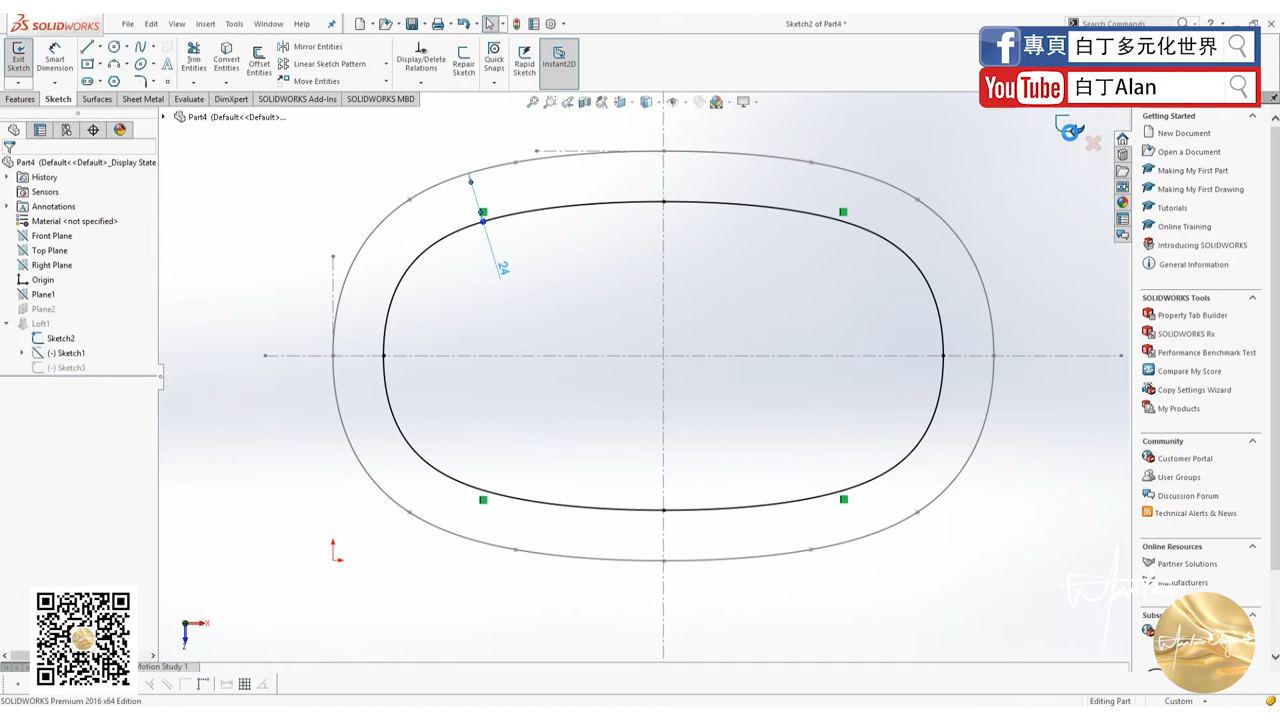 SOLIDWORKS
File
Edit
View
Insert
Tools
Window
Help
Sketch2 of Part4 *
Search Commands
專頁
白丁多元化世界
YouTube
白丁Alan
Exit Sketch
Smart Dimension
Trim Entities
Convert Entities
Offset Entities
Mirror Entities
Linear Sketch Pattern
Move Entities
Display/Delete Relations
Repair Sketch
Quick Snaps
Rapid Sketch
Instant2D
Features
Sketch
Surfaces
Sheet Metal
Evaluate
DimXpert
SOLIDWORKS Add-Ins
SOLIDWORKS MBD
Part4 (Default<<Default>...
Part4 (Default<<Default>_Display State
History
Sensors
Annotations
Material <not specified>
Front Plane
Top Plane
Right Plane
Origin
Plane1
Plane2
Loft1
Sketch2
(-) Sketch1
(-) Sketch3
24
X
Z
Getting Started
New Document
Open a Document
Making My First Part
Making My First Drawing
Tutorials
Online Training
Introducing SOLIDWORKS
General Information
SOLIDWORKS Tools
Property Tab Builder
SOLIDWORKS Rx
Performance Benchmark Test
Compare My Score
Copy Settings Wizard
My Products
Community
Customer Portal
User Groups
Discussion Forum
Technical Alerts & News
Online Resources
Partner Solutions
Manufacturers
Motion Study 1
SOLIDWORKS Premium 2016 x64 Edition
Editing Part
Custom